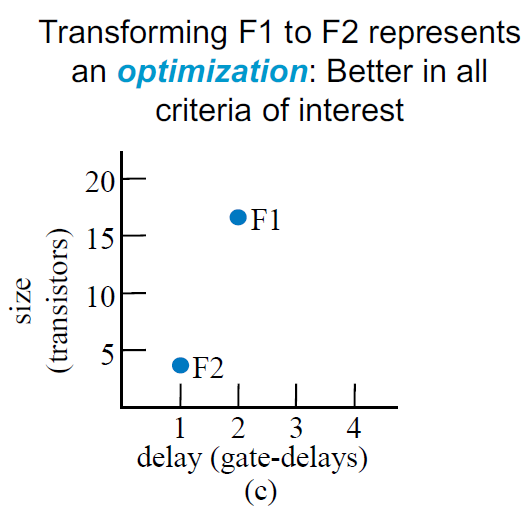 Transforming F1 to F2 represents
an optimization: Better in all
criteria of interest
20
15
10
5
size
(transistors)
F1
F2
1 2 3 4
delay (gate-delays)
(c)